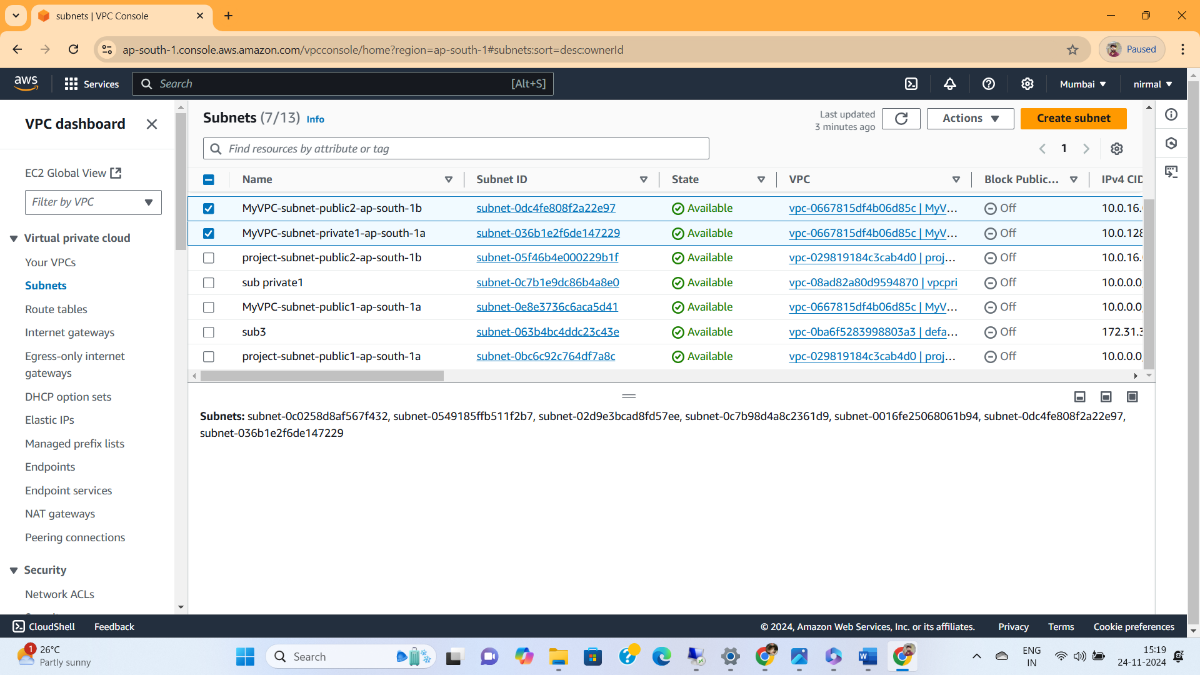 subnets | VPC Console
ap-south-1.console.aws.amazon.com/vpcconsole/home?region=ap-south-1#subnets:sort=desc:ownerId
Paused
aws
Services
Search
[Alt+S]
Mumbai
nirmal
VPC dashboard
EC2 Global View
Filter by VPC
Virtual private cloud
Your VPCs
Subnets
Route tables
Internet gateways
Egress-only internet
gateways
DHCP option sets
Elastic IPs
Managed prefix lists
Endpoints
Endpoint services
NAT gateways
Peering connections
Security
Network ACLs
Subnets (7/13) Info
Last updated
3 minutes ago
Actions
Create subnet
Find resources by attribute or tag
1
Name Subnet ID State VPC Block Public... IPv4 CID
MyVPC-subnet-public2-ap-south-1b subnet-0dc4fe808f2a22e97 Available vpc-0667815df4b06d85c | MyV... Off 10.0.16.
MyVPC-subnet-private1-ap-south-1a subnet-036b1e2f6de147229 Available vpc-0667815df4b06d85c | MyV... Off 10.0.128
project-subnet-public2-ap-south-1b subnet-05f46b4e000229b1f Available vpc-029819184c3cab4d0 | proj... Off 10.0.16.
sub private1 subnet-0c7b1e9dc86b4a8e0 Available vpc-08ad82a80d9594870 | vpcpri Off 10.0.0.0
MyVPC-subnet-public1-ap-south-1a subnet-0e8e3736c6aca5d41 Available vpc-0667815df4b06d85c | MyV... Off 10.0.0.0
sub3 subnet-063b4bc4ddc23c43e Available vpc-0ba6f5283998803a3 | defa... Off 172.31.3
project-subnet-public1-ap-south-1a subnet-0bc6c92c764df7a8c Available vpc-029819184c3cab4d0 | proj... Off 10.0.0.0
Subnets: subnet-0c0258d8af567f432, subnet-0549185ffb511f2b7, subnet-02d9e3bcad8fd57ee, subnet-0c7b98d4a8c2361d9, subnet-0016fe25068061b94, subnet-0dc4fe808f2a22e97,
subnet-036b1e2f6de147229
CloudShell
Feedback
© 2024, Amazon Web Services, Inc. or its affiliates.
Privacy
Terms
Cookie preferences
1
26°C
Partly sunny
Search
ENG
IN
15:19
24-11-2024